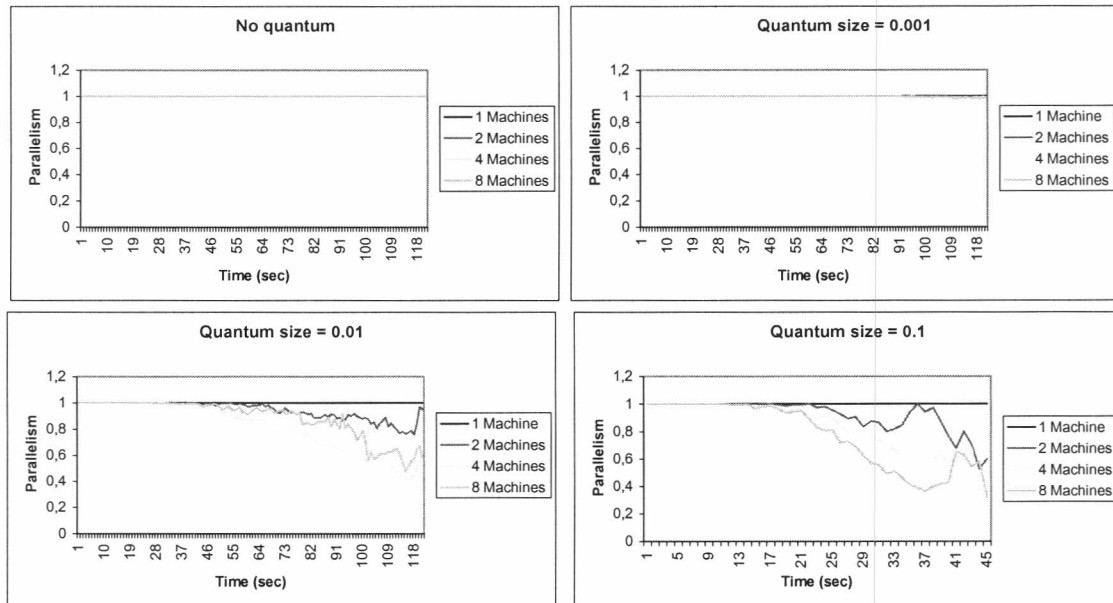 No quantum
1,2
1
0,8
0,6
0,4
0,2
0
Parallelism
1 10 19 28 37 46 55 64 73 82 91 100 118
Time (sec)
1 Machines
2 Machines
4 Machines
8 Machines
Quantum size = 0.001
1,2
1
0,8
0,6
0,4
0,2
0
Parallelism
1 10 19 28 37 46 55 64 73 82 91 100 118
Time (sec)
1 Machine
2 Machines
4 Machines
8 Machines
Quantum size = 0.01
1,2
1
0,8
0,6
0,4
0,2
0
Parallelism
1 10 19 28 37 46 55 64 73 82 91 100 118
Time (sec)
1 Machine
2 Machines
4 Machines
8 Machines
Quantum size = 0.1
1,2
1
0,8
0,6
0,4
0,2
0
Parallelism
1 5 9 13 17 21 25 29 33 37 41 45
Time (sec)
1 Machine
2 Machines
4 Machines
8 Machines